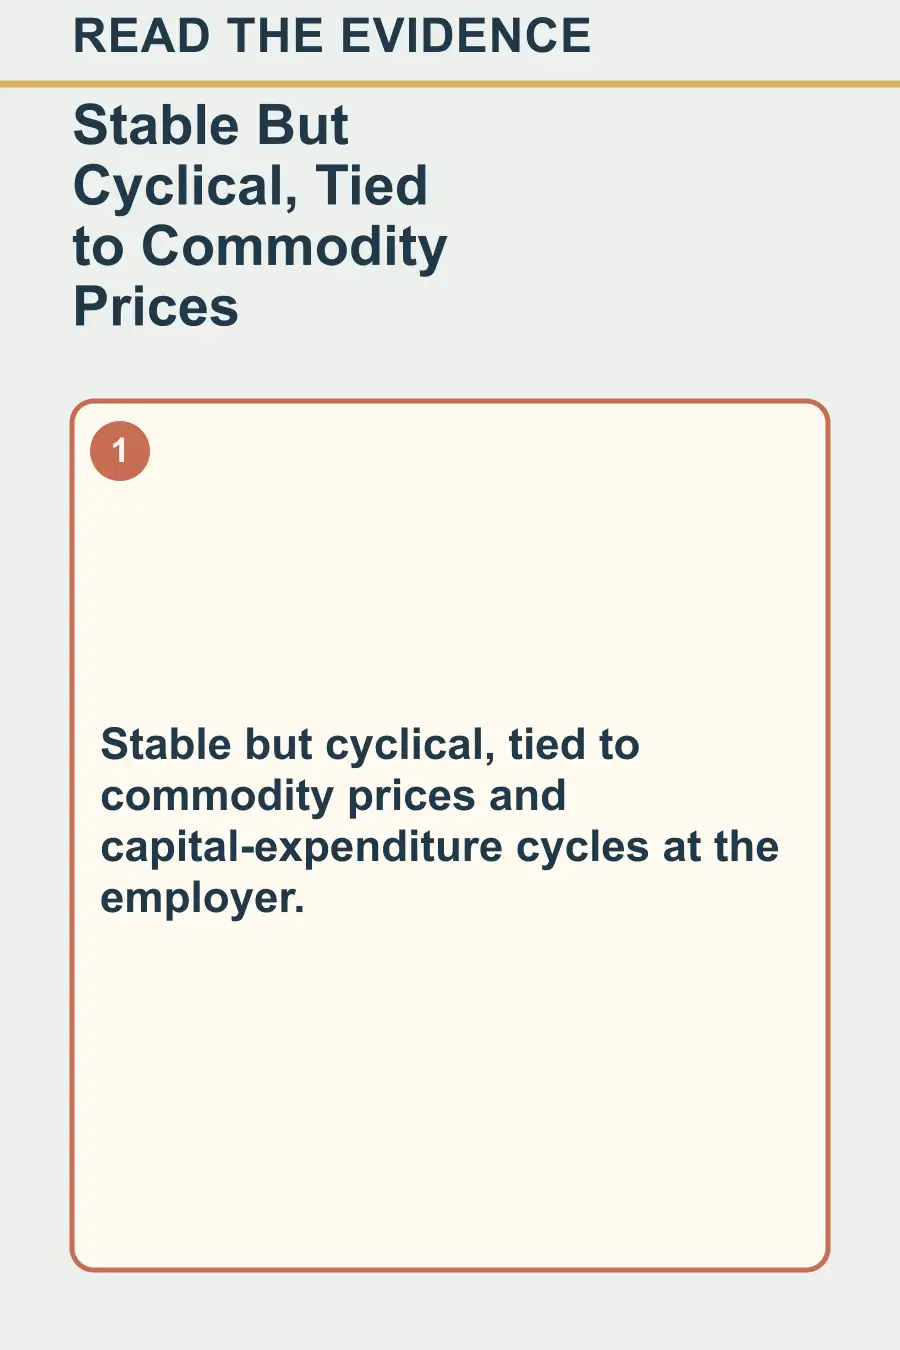 READ THE EVIDENCE
Stable But
Cyclical, Tied
to Commodity
Prices
1
Stable but cyclical, tied to
commodity prices and
capital-expenditure cycles at the
employer.